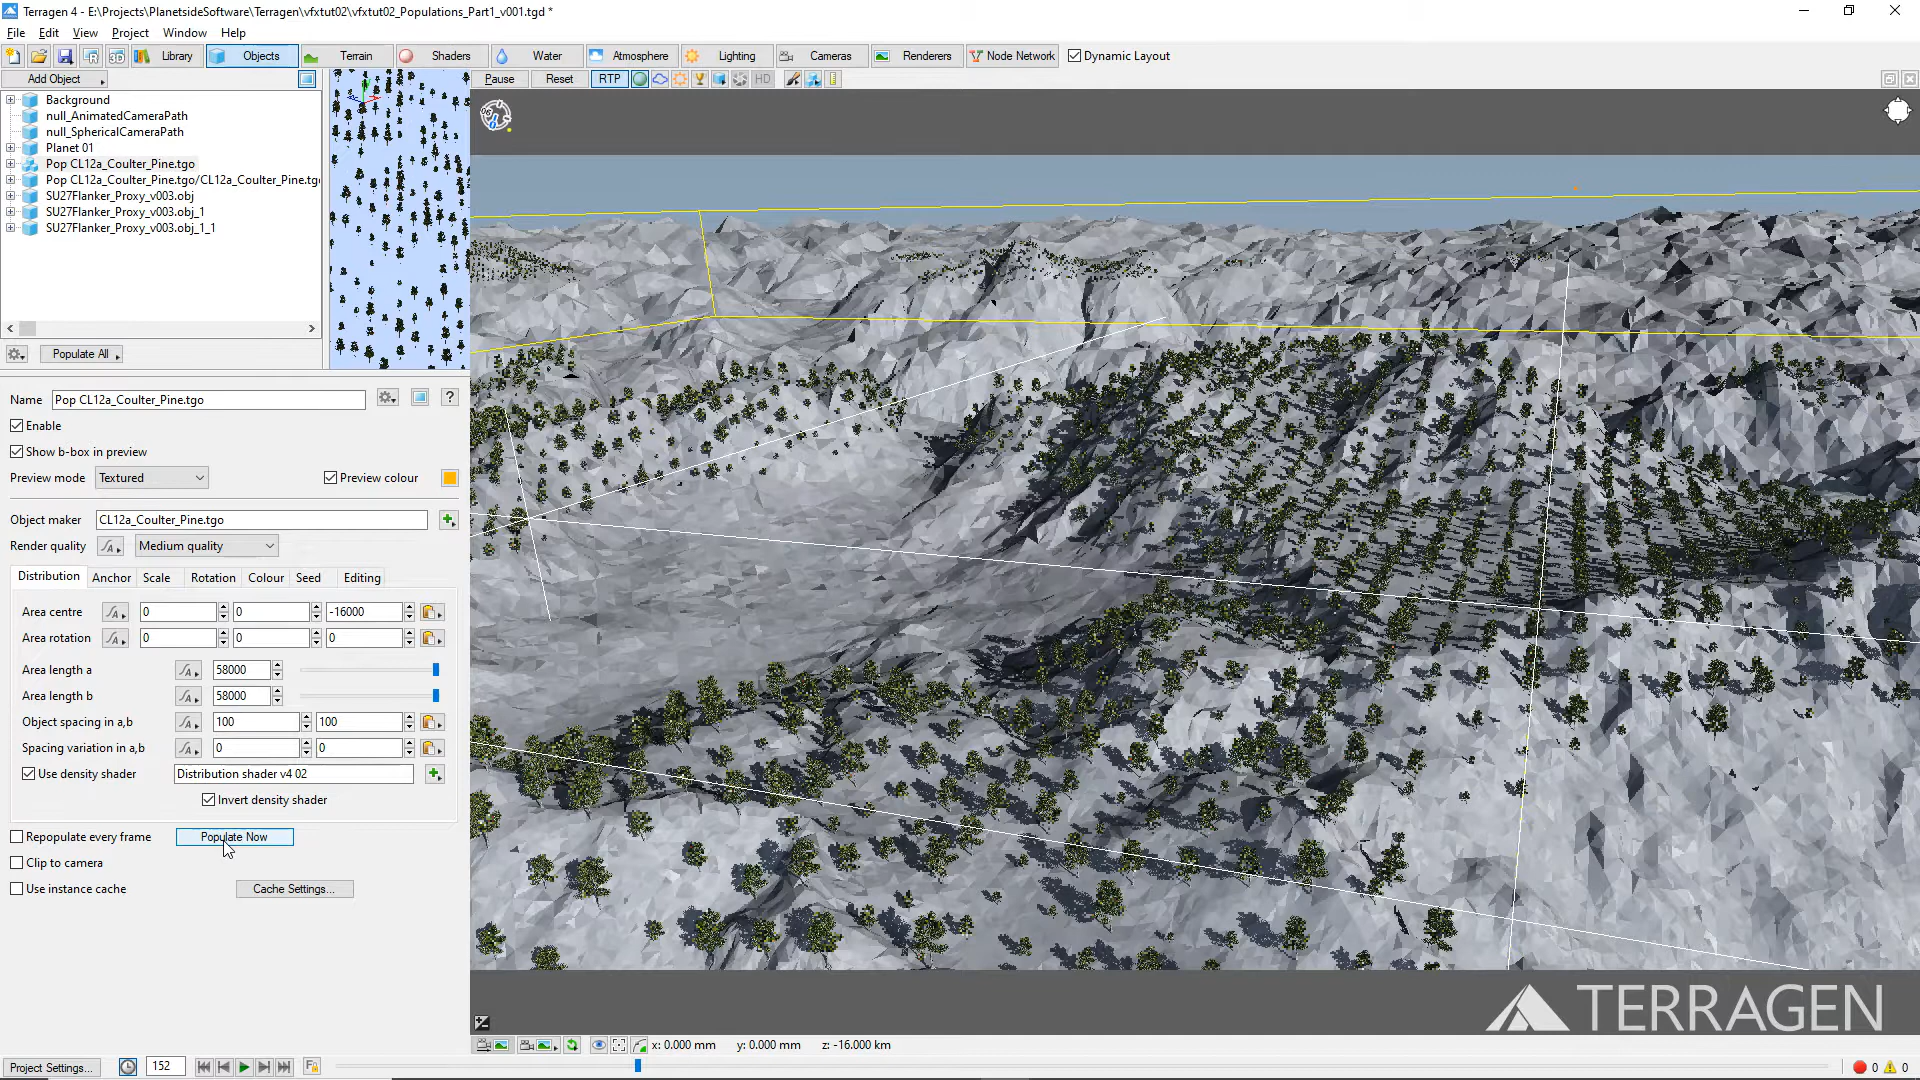 Terragen 4 - E:\Projects\PlanetsideSoftware\Terragen\vfxtut02\vfxtut02_Populations_Part1_v001.tgd *
File Edit View Project Window Help
Library Objects Terrain Shaders Water Atmosphere Lighting Cameras Renderers Node Network Dynamic Layout
Add Object Pause Reset RTP HD
Background
null_AnimatedCameraPath
null_SphericalCameraPath
Planet 01
Pop CL12a_Coulter_Pine.tgo
Pop CL12a_Coulter_Pine.tgo/CL12a_Coulter_Pine.tgo
SU27Flanker_Proxy_v003.obj
SU27Flanker_Proxy_v003.obj_1
SU27Flanker_Proxy_v003.obj_1_1
Populate All
Name Pop CL12a_Coulter_Pine.tgo ?
Enable
Show b-box in preview
Preview mode Textured Preview colour
Object maker CL12a_Coulter_Pine.tgo
Render quality Medium quality
Distribution Anchor Scale Rotation Colour Seed Editing
Area centre 0 0 -16000
Area rotation 0 0 0
Area length a 58000
Area length b 58000
Object spacing in a,b 100 100
Spacing variation in a,b 0 0
Use density shader Distribution shader v4 02
Invert density shader
Repopulate every frame Populate Now
Clip to camera
Use instance cache Cache Settings...
TERRAGEN
x: 0.000 mm y: 0.000 mm z: -16.000 km
Project Settings... 152 0 0